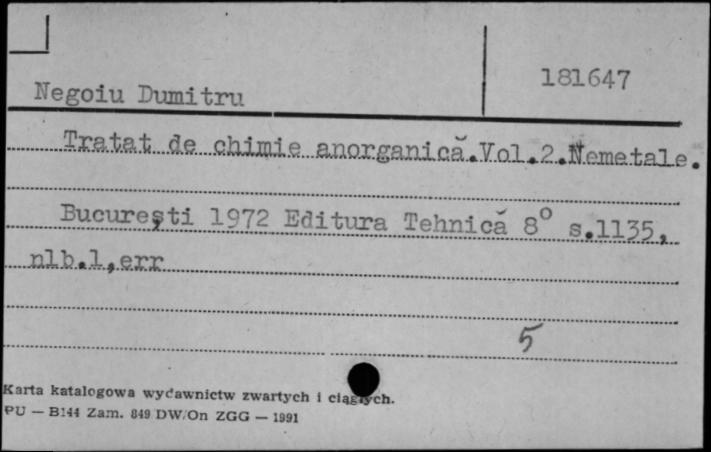 181647
Negoiu Dumitru
Tratat de chimie anorganică.Vol.2.Nemetale.
București 1972 Editura Tehnică 8° s.1135,
nlb.1,err
5
Karta katalogowa wydawnictw zwartych i ciągłych.
PU — B144 Zam. 849 DW/On ZGG — 1991